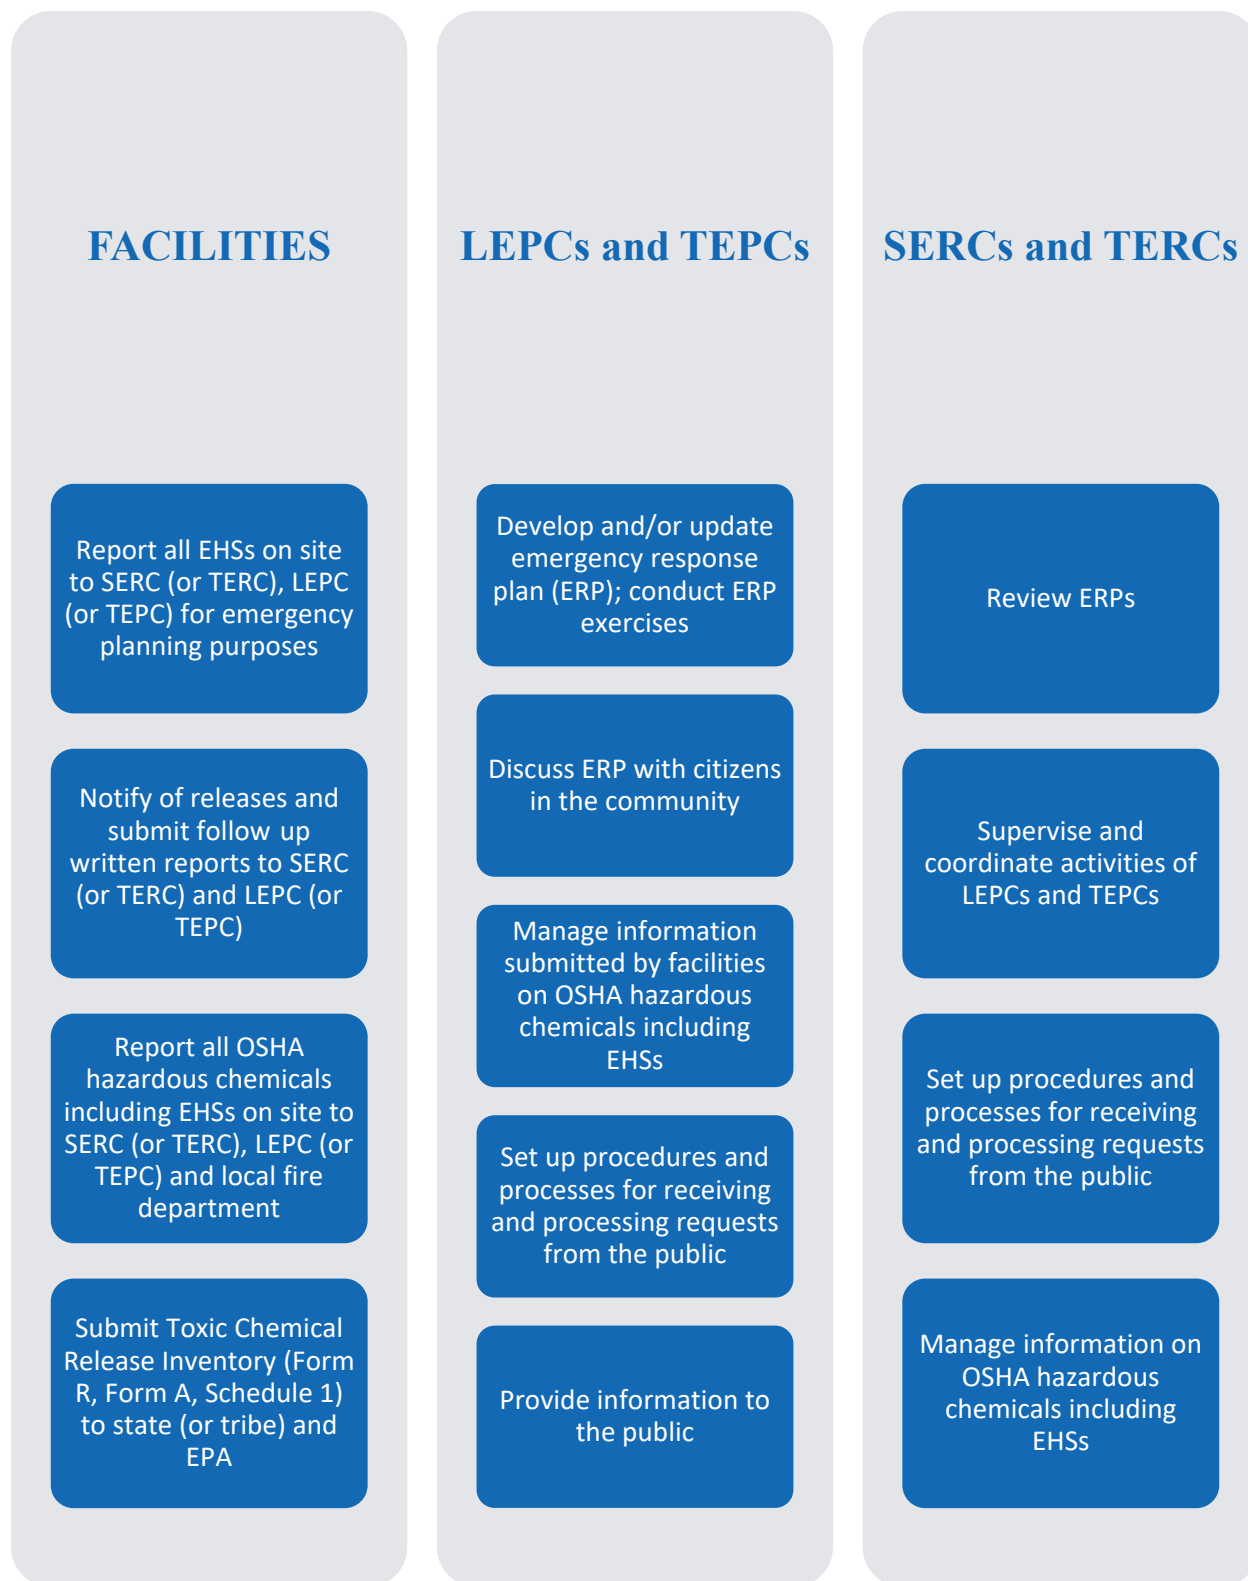 FACILITIES
Report all EHSs on site
to SERC (or TERC), LEPC
(or TEPC) for emergency
planning purposes
Notify of releases and
submit follow up
written reports to SERC
(or TERC) and LEPC (or
TEPC)
Report all OSHA
hazardous chemicals
including EHSs on site to
SERC (or TERC), LEPC (or
TEPC) and local fire
department
Submit Toxic Chemical
Release Inventory (Form
R, Form A, Schedule 1)
to state (or tribe) and
EPA
LEPCs and TEPCs
Develop and/or update
emergency response
plan (ERP); conduct ERP
exercises
Discuss ERP with citizens
in the community
Manage information
submitted by facilities
on OSHA hazardous
chemicals including
EHSs
Set up procedures and
processes for receiving
and processing requests
from the public
Provide information to
the public
SERCs and TERCs
Review ERPs
Supervise and
coordinate activities of
LEPCs and TEPCs
Set up procedures and
processes for receiving
and processing requests
from the public
Manage information on
OSHA hazardous
chemicals including
EHSs